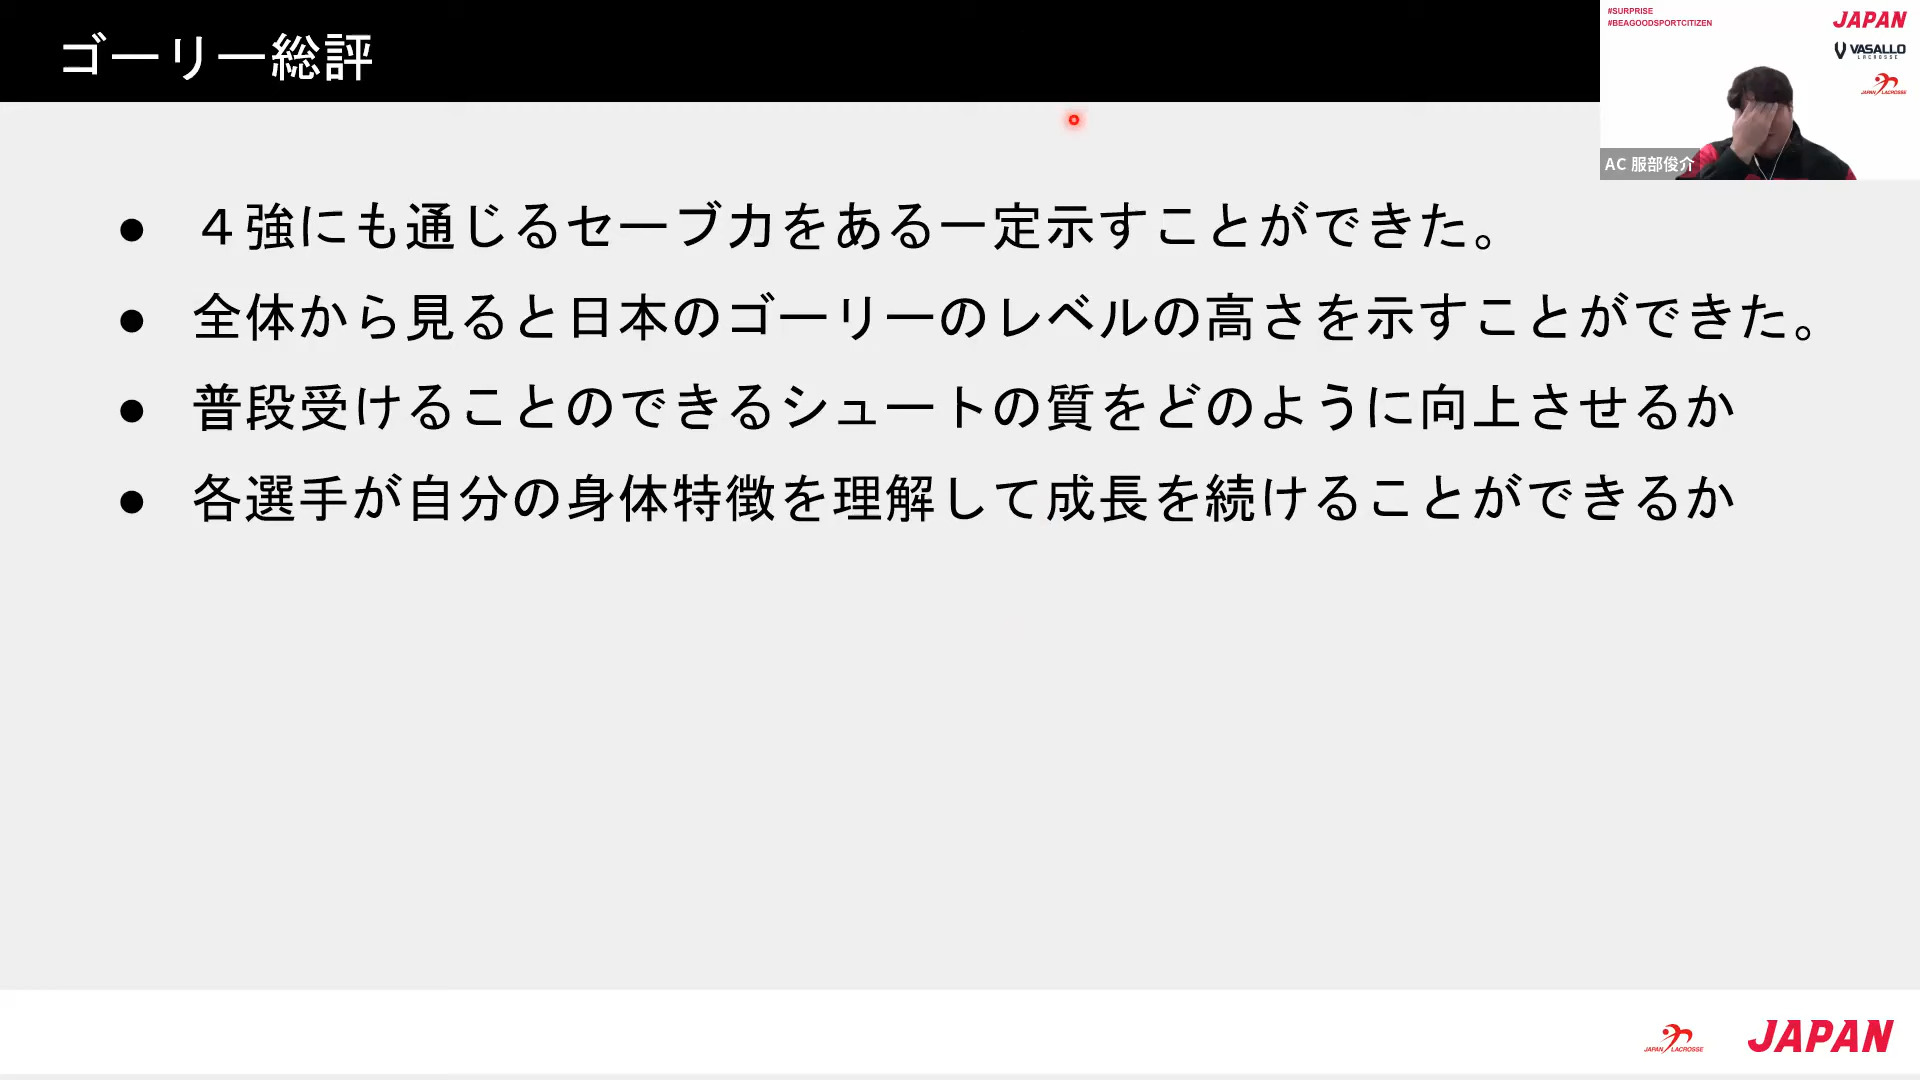 ゴーリー総評
#SURPRISE
#BEAGOODSPORTCITIZEN
JAPAN
VASALLO
LACROSSE
JAPAN LACROSSE
AC 服部俊介
● ４強にも通じるセーブ力をある一定示すことができた。
● 全体から見ると日本のゴーリーのレベルの高さを示すことができた。
● 普段受けることのできるシュートの質をどのように向上させるか
● 各選手が自分の身体特徴を理解して成長を続けることができるか
JAPAN LACROSSE
JAPAN